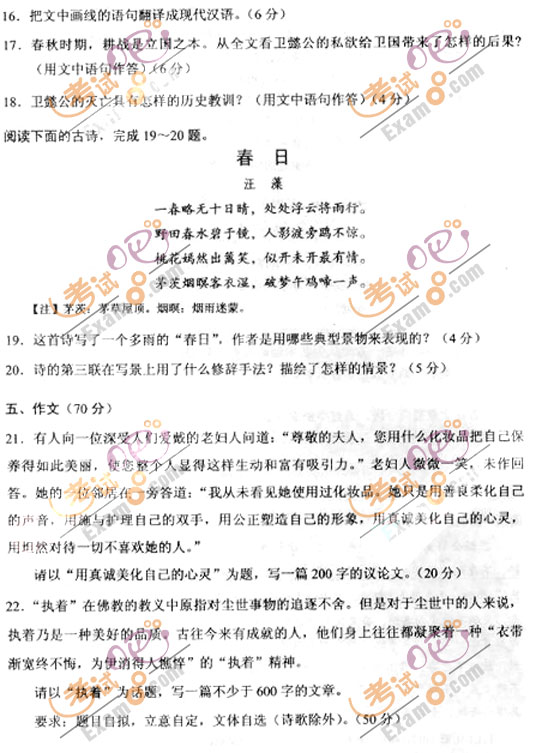 16．把文中画线的语句翻译成现代汉语。（6 分）
17．春秋时期，耕战是立国之本。从全文看卫懿公的私欲给卫国带来了怎样的后果?
（用文中语句作答）（6 分）
18．卫懿公的灭亡具有怎样的历史教训？（用文中语句作答）（4 分）
阅读下面的古诗，完成 19～20 题。
春 日
汪 藻
一春略无十日晴，处处浮云将雨行。
野田春水碧于镜，人影渡旁鸥不惊。
桃花嫣然出篱笑，似开未开最有情。
茅茨烟暝客衣湿，破梦午鸡啼一声。
【注】茅茨：茅草屋顶。烟暝：烟雨迷蒙。
19．这首诗写了一个多雨的“春日”，作者是用哪些典型景物来表现的？（4 分）
20．诗的第三联在写景上用了什么修辞手法？描绘了怎样的情景？（5 分）
五、作文（70 分）
21．有人向一位深受人们爱戴的老妇人问道：“尊敬的夫人，您用什么化妆品把自己保
养得如此美丽，使您整个人显得这样生动和富有吸引力。”老妇人微微一笑，未作回
答。她的一位邻居在一旁答道：“我从未看见她使用过化妆品。她只是用善良柔化自己
的声音，用施与护理自己的双手，用公正塑造自己的形象，用真诚美化自己的心灵，
用坦然对待一切不喜欢她的人。”
请以“用真诚美化自己的心灵”为题，写一篇 200 字的议论文。（20 分）
22．“执着”在佛教的教义中原指对尘世事物的追逐不舍。但是对于尘世中的人来说，
执着乃是一种美好的品质。古往今来有成就的人，他们身上往往都凝聚着一种“衣带
渐宽终不悔，为伊消得人憔悴”的“执着”精神。
请以“执着”为话题，写一篇不少于 600 字的文章。
要求：题目自拟，立意自定，文体自选（诗歌除外）。（50 分）